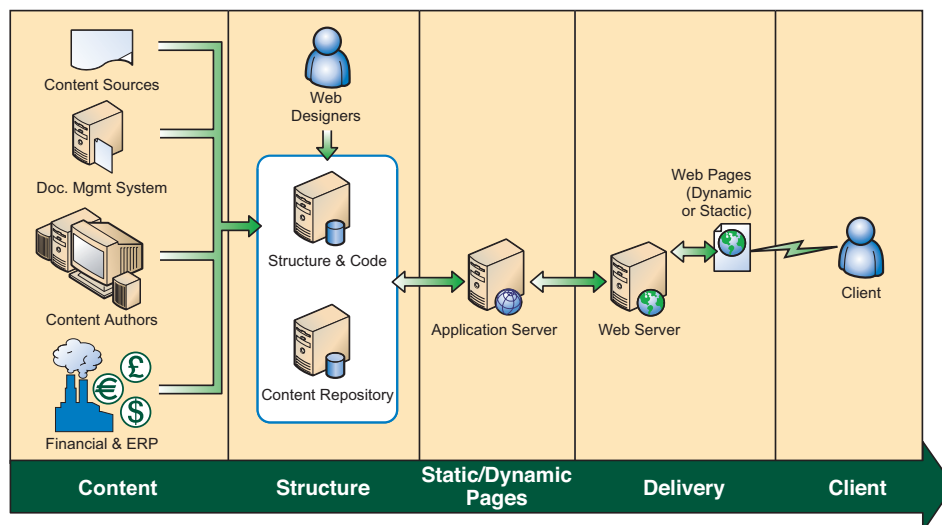 Content Sources
Doc. Mgmt System
Content Authors
£
€
$
Financial & ERP
Web
Designers
Structure & Code
Content Repository
Application Server
Web Server
Web Pages
(Dynamic
or Stactic)
Client
Content
Structure
Static/Dynamic
Pages
Delivery
Client